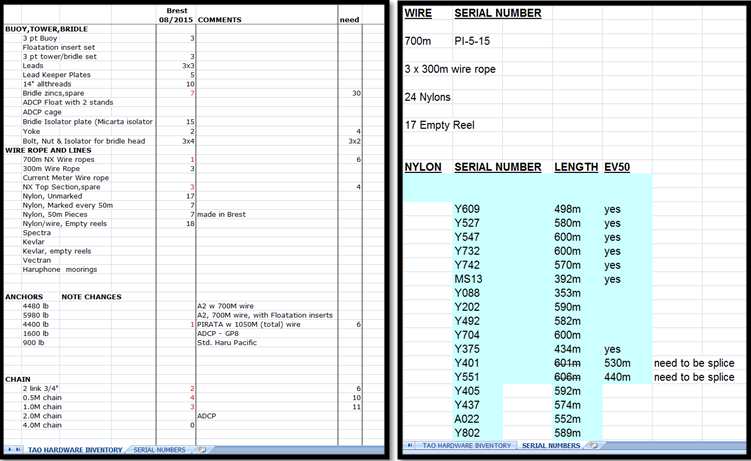 Brest
08/2015 COMMENTS need
BUOY,TOWER,BRIDLE
3 pt Buoy 3
Floatation insert set
3 pt tower/bridle set 3
Leads 3x3
Lead Keeper Plates 5
14" allthreads 10
Bridle zincs,spare 7 30
ADCP Float with 2 stands
ADCP cage
Bridle Isolator plate (Micarta isolator 15
Yoke 2 4
Bolt, Nut & Isolator for bridle head 3x4 3x2
WIRE ROPE AND LINES
700m NX Wire ropes 1 6
300m Wire Rope 3
Current Meter Wire rope
NX Top Section,spare 3 4
Nylon, Unmarked 17
Nylon, Marked every 50m 7
Nylon, 50m Pieces 7 made in Brest
Nylon/wire, Empty reels 18
Spectra
Kevlar
Kevlar, empty reels
Vectran
Haruphone moorings
ANCHORS NOTE CHANGES
4480 lb A2 w 700M wire
5980 lb A2, 700M wire, with Floatation inserts
4400 lb 1 PIRATA w 1050M (total) wire 6
1600 lb ADCP - GP8
900 lb Std. Haru Pacific
CHAIN
2 link 3/4" 2 6
0.5M chain 4 10
1.0M chain 3 11
2.0M chain ADCP
4.0M chain 0
TAO HARDWARE INVENTORY SERIAL NUMBERS
WIRE SERIAL NUMBER
700m PI-5-15
3 x 300m wire rope
24 Nylons
17 Empty Reel
NYLON SERIAL NUMBER LENGTH EV50
Y609 498m yes
Y527 580m yes
Y547 600m yes
Y732 600m yes
Y742 570m yes
MS13 392m yes
Y088 353m
Y202 590m
Y492 582m
Y704 600m
Y375 434m yes
Y401 601m 530m need to be splice
Y551 606m 440m need to be splice
Y405 592m
Y437 574m
A022 552m
Y802 589m
TAO HARDWARE INVENTORY SERIAL NUMBERS